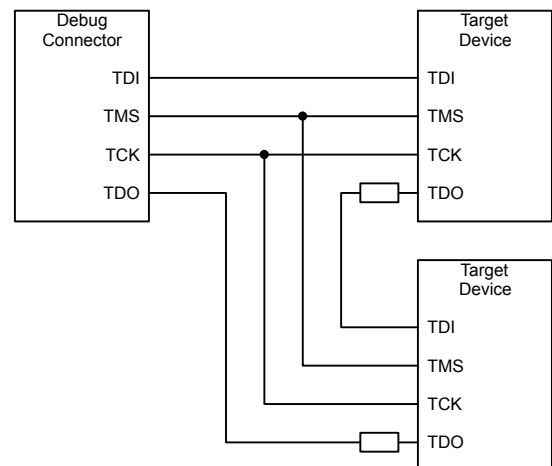 Debug
Connector
TDI
TMS
TCK
TDO
Target
Device
TDI
TMS
TCK
TDO
Target
Device
TDI
TMS
TCK
TDO